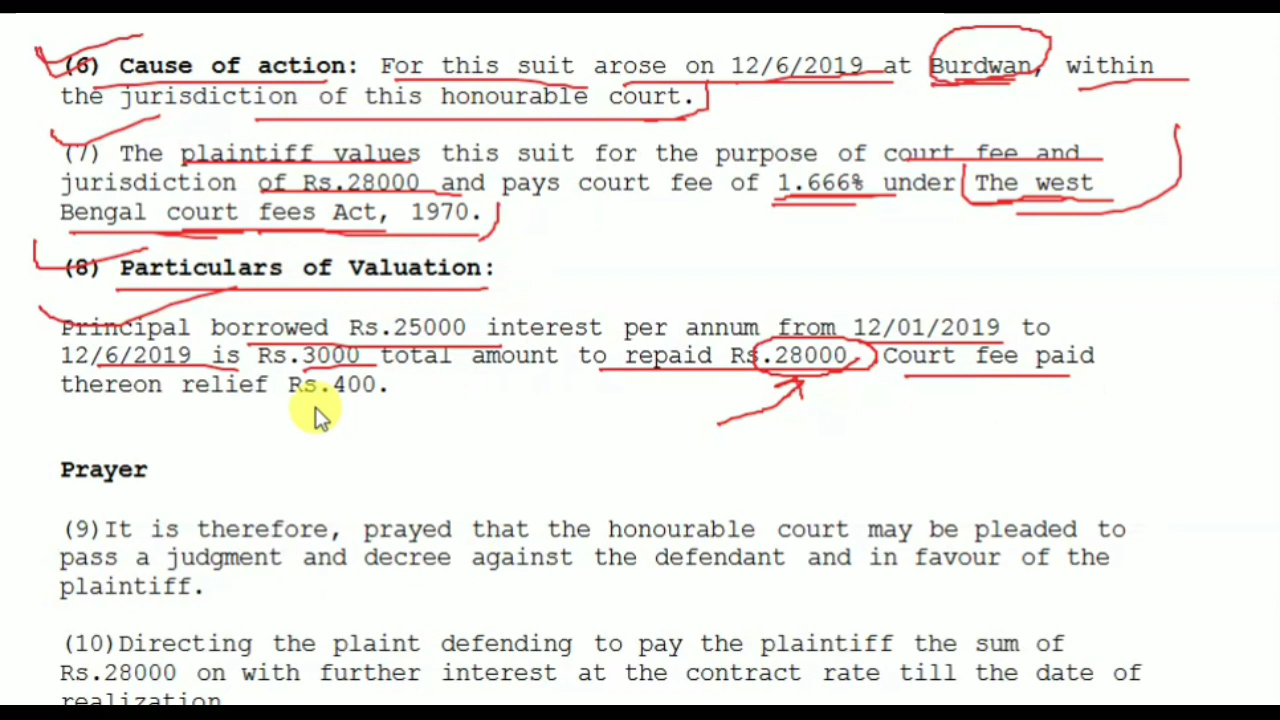 (6) Cause of action: For this suit arose on 12/6/2019 at Burdwan, within
the jurisdiction of this honourable court.
(7) The plaintiff values this suit for the purpose of court fee and
jurisdiction of Rs.28000 and pays court fee of 1.666% under The west
Bengal court fees Act, 1970.
(8) Particulars of Valuation:
Principal borrowed Rs.25000 interest per annum from 12/01/2019 to
12/6/2019 is Rs.3000 total amount to repaid Rs.28000. Court fee paid
thereon relief Rs.400.
Prayer
(9)It is therefore, prayed that the honourable court may be pleaded to
pass a judgment and decree against the defendant and in favour of the
plaintiff.
(10)Directing the plaint defending to pay the plaintiff the sum of
Rs.28000 on with further interest at the contract rate till the date of
realization